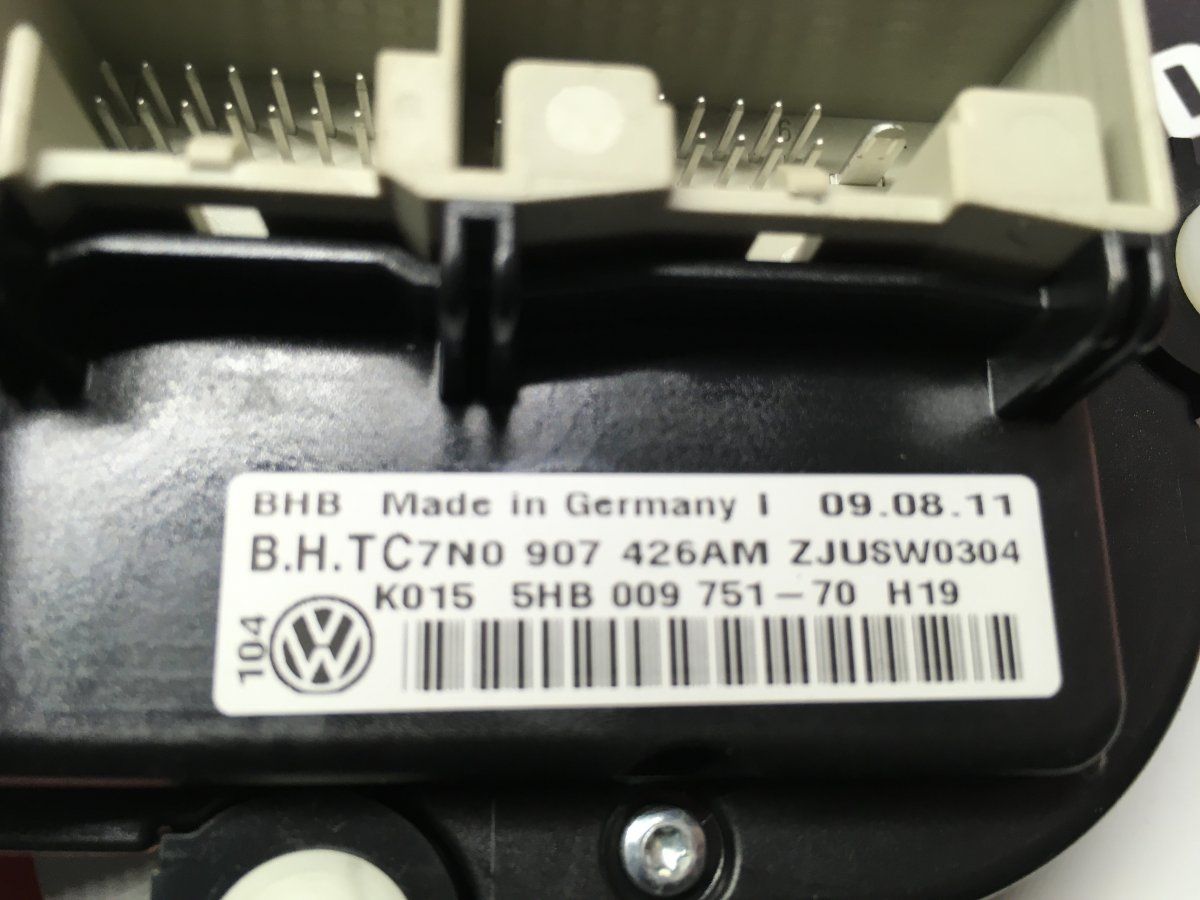 BHB Made in Germany I 09.08.11
B.H.TC7N0 907 426AM ZJUSW0304
K015 5HB 009 751-70 H19
104